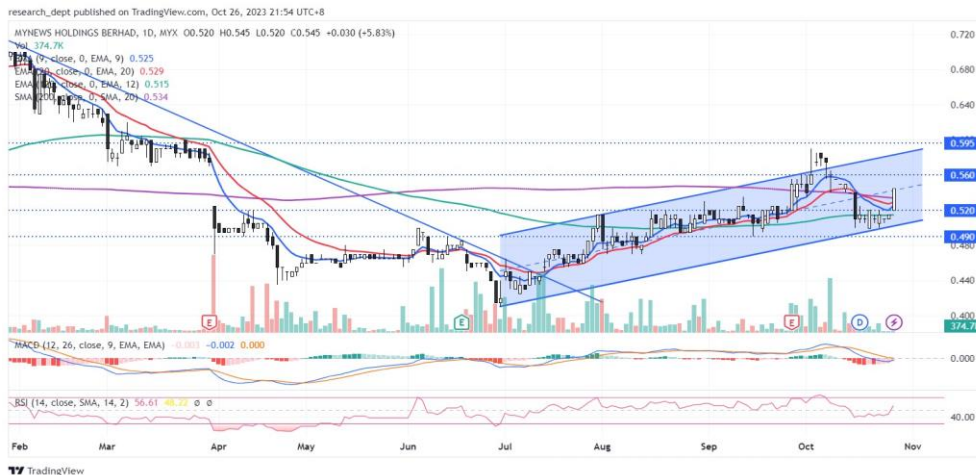 research_dept published on TradingView.com, Oct 26, 2023 21:54 UTC+8
MYNEWS HOLDINGS BERHAD, 1D, MYX O0.520 H0.545 L0.520 C0.545 +0.030 (+5.83%)
Vol 374.7K
(9, close, 0, EMA, 9) 0.525
close, 0, EMA, 20) 0.529
EMA close, 0, EMA, 12) 0.515
SMA (200, close, 0, SMA, 20) 0.534
0.720
0.680
0.640
0.595
0.560
0.520
0.490
0.480
0.440
0.400
374.7K
E
E
E
D
MACD (12, 26, close, 9, EMA, EMA) -0.002 0.000
0.000
RSI (14, close, SMA, 14, 2) 56.61 48.22 ø ø
40.00
Feb Mar Apr May Jun Jul Aug Sep Oct Nov
TradingView